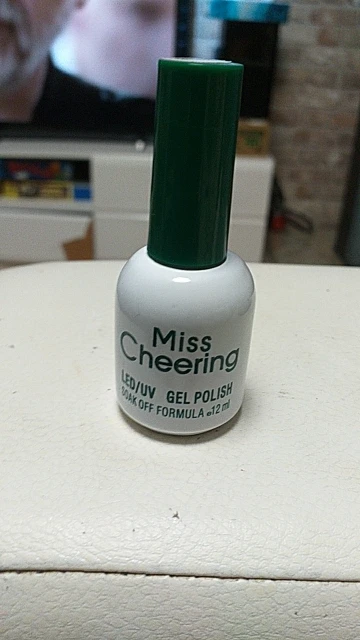 Miss
Cheering
LED/UV GEL POLISH
SOAK OFF FORMULA ℮12 ml